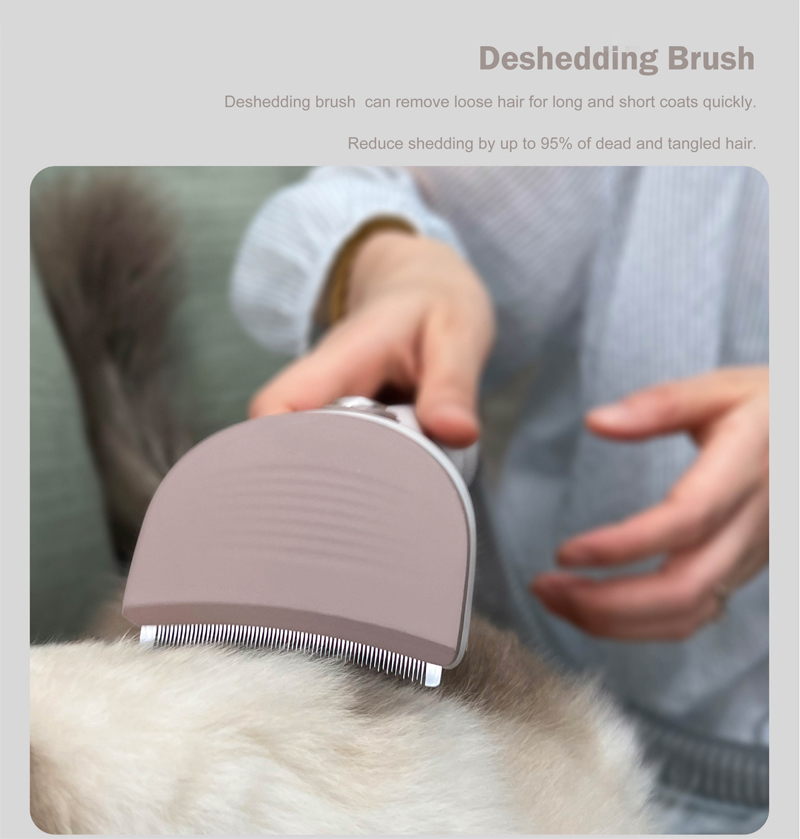 Deshedding Brush
Deshedding brush  can remove loose hair for long and short coats quickly.
Reduce shedding by up to 95% of dead and tangled hair.